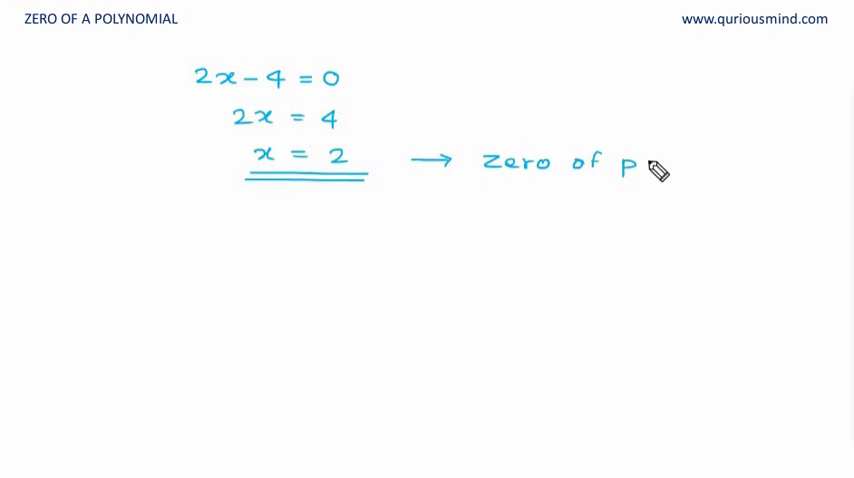 ZERO OF A POLYNOMIAL
www.quriousmind.com
2x - 4 = 0
2x = 4
x = 2 → zero of p